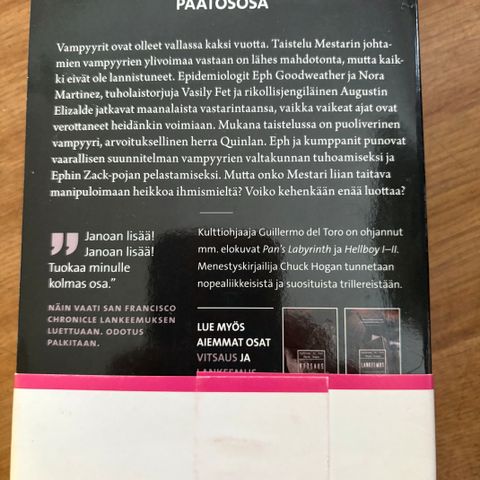 PÄÄTÖSOSA
Vampyyrit ovat olleet vallassa kaksi vuotta. Taistelu Mestarin johta-
mien vampyyrien ylivoimaa vastaan on lähes mahdotonta, mutta kaik-
ki eivät ole lannistuneet. Epidemiologit Eph Goodweather ja Nora
Martinez, tuholaistorjuja Vasily Fet ja rikollisjengiläinen Augustin
Elizalde jatkavat maanalaista vastarintaansa, vaikka vaikeat ajat ovat
verottaneet heidänkin voimiaan. Mukana taistelussa on puoliverinen
vampyyri, arvoituksellinen herra Quinlan. Eph ja kumppanit punovat
vaarallisen suunnitelman vampyyrien valtakunnan tuhoamiseksi ja
Ephin Zack-pojan pelastamiseksi. Mutta onko Mestari liian taitava
manipuloimaan heikkoa ihmismieltä? Voiko kehenkään enää luottaa?
” Janoan lisää!
Janoan lisää!
Tuokaa minulle
kolmas osa.”
NÄIN VAATI SAN FRANCISCO
CHRONICLE LANKEEMUKSEN
LUETTUAAN. ODOTUS
PALKITAAN.
Kulttiohjaaja Guillermo del Toro on ohjannut
mm. elokuvat Pan's Labyrinth ja Hellboy I–II.
Menestyskirjailija Chuck Hogan tunnetaan
nopealiikkeisistä ja suosituista trillereistään.
LUE MYÖS
AIEMMAT OSAT
VITSAUS JA
LANKEEMUS
VITSAUS
LANKEEMUS